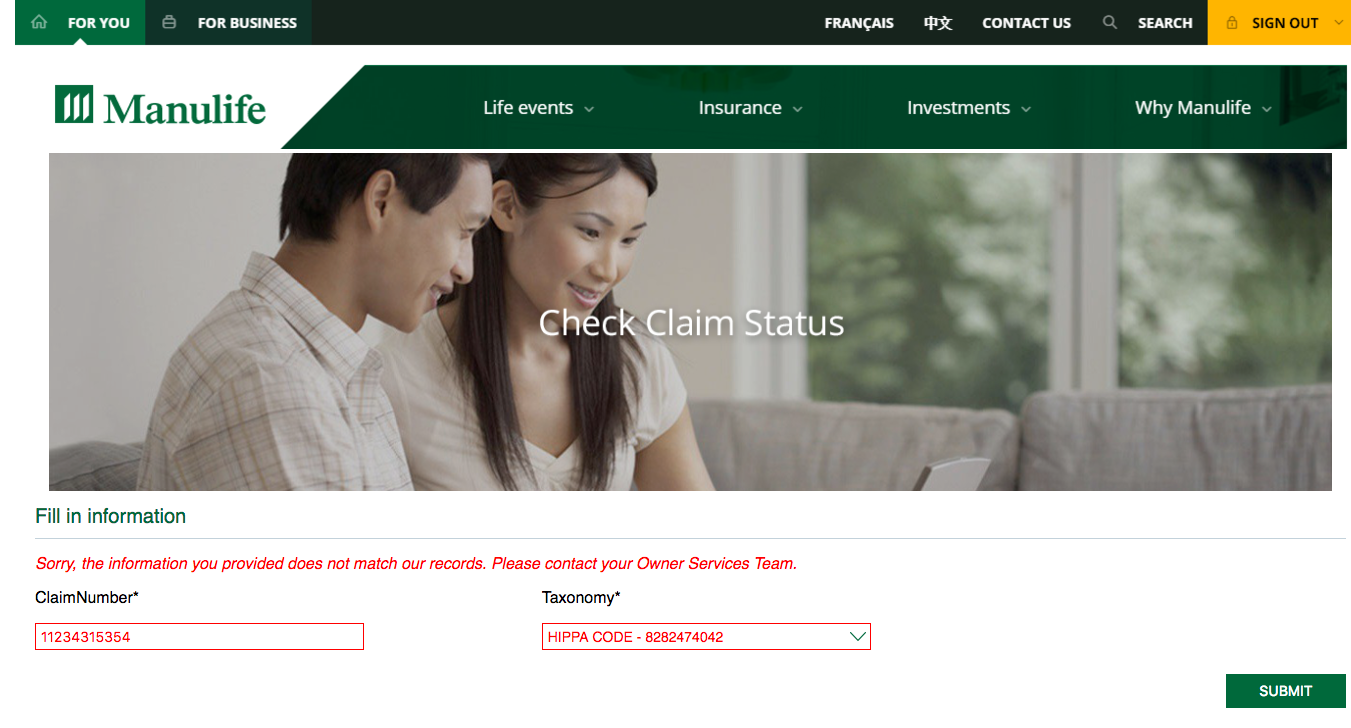 FOR YOU FOR BUSINESS FRANÇAIS 中文 CONTACT US SEARCH SIGN OUT
Manulife Life events Insurance Investments Why Manulife
Check Claim Status
Fill in information
Sorry, the information you provided does not match our records. Please contact your Owner Services Team.
ClaimNumber* Taxonomy*
11234315354 HIPPA CODE - 8282474042
SUBMIT